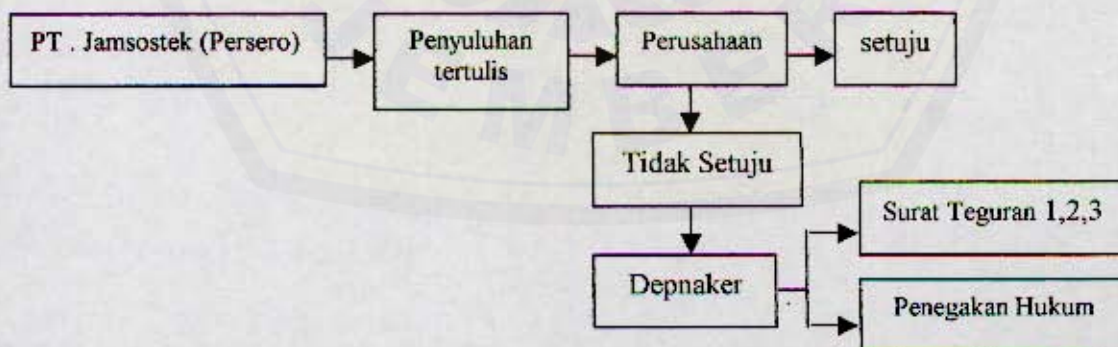 PT . Jamsostek (Persero)
Penyuluhan
tertulis
Perusahaan
setuju
Tidak Setuju
Surat Teguran 1,2,3
Depnaker
Penegakan Hukum